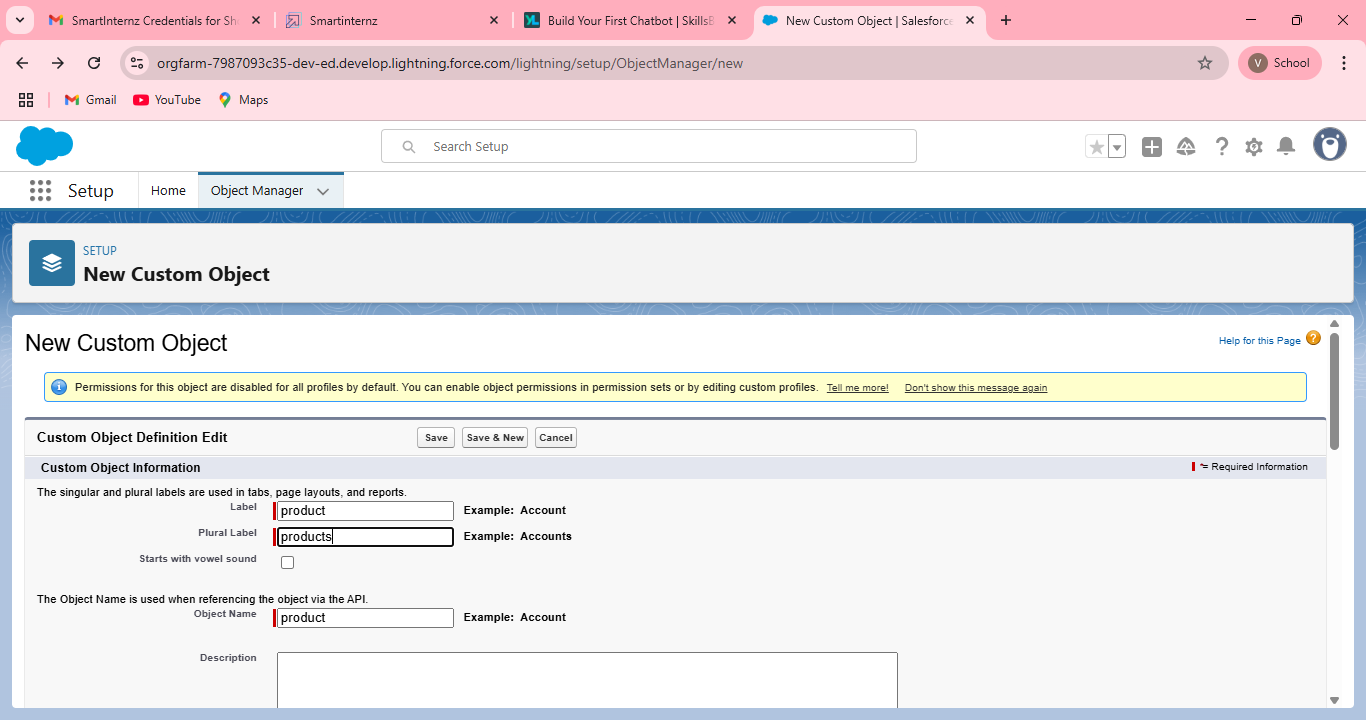 SmartInternz Credentials for Sh
Smartinternz
Build Your First Chatbot | SkillsB
New Custom Object | Salesforce
orgfarm-7987093c35-dev-ed.develop.lightning.force.com/lightning/setup/ObjectManager/new
V School
Gmail
YouTube
Maps
Search Setup
Setup
Home
Object Manager
SETUP
New Custom Object
New Custom Object
Help for this Page ?
Permissions for this object are disabled for all profiles by default. You can enable object permissions in permission sets or by editing custom profiles. Tell me more! Don't show this message again
Custom Object Definition Edit Save Save & New Cancel
Custom Object Information *= Required Information
The singular and plural labels are used in tabs, page layouts, and reports.
Label product Example: Account
Plural Label products Example: Accounts
Starts with vowel sound
The Object Name is used when referencing the object via the API.
Object Name product Example: Account
Description